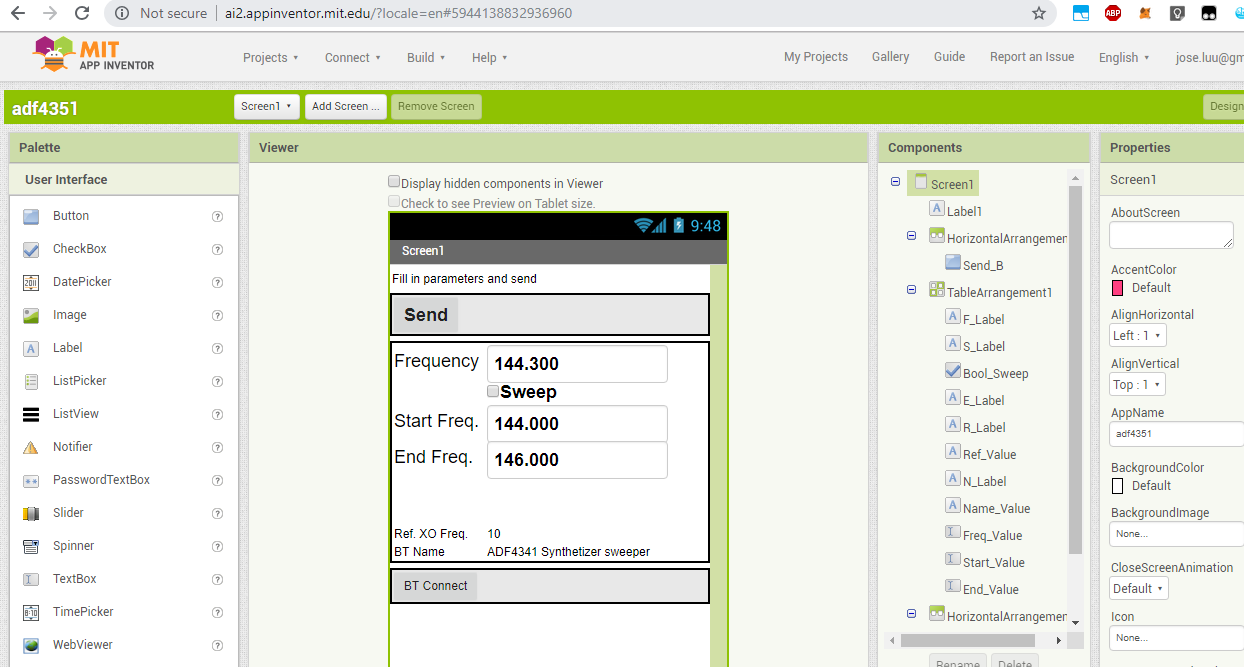 Not secure | ai2.appinventor.mit.edu/?locale=en#5944138832936960
ABP
MIT
APP INVENTOR
Projects Connect Build Help My Projects Gallery Guide Report an Issue English jose.luu@gm
adf4351 Screen1 Add Screen ... Remove Screen Design
Palette
User Interface
Button ?
CheckBox ?
DatePicker ?
Image ?
Label ?
ListPicker ?
ListView ?
Notifier ?
PasswordTextBox ?
Slider ?
Spinner ?
TextBox ?
TimePicker ?
WebViewer ?
Viewer
Display hidden components in Viewer
Check to see Preview on Tablet size.
9:48
Screen1
Fill in parameters and send
Send
Frequency 144.300
Sweep
Start Freq. 144.000
End Freq. 146.000
Ref. XO Freq. 10
BT Name ADF4341 Synthetizer sweeper
BT Connect
Components
Screen1
Label1
HorizontalArrangemen
Send_B
TableArrangement1
F_Label
S_Label
Bool_Sweep
E_Label
R_Label
Ref_Value
N_Label
Name_Value
Freq_Value
Start_Value
End_Value
HorizontalArrangemen
Rename Delete
Properties
Screen1
AboutScreen
AccentColor
Default
AlignHorizontal
Left : 1
AlignVertical
Top : 1
AppName
adf4351
BackgroundColor
Default
BackgroundImage
None...
CloseScreenAnimation
Default
Icon
None...